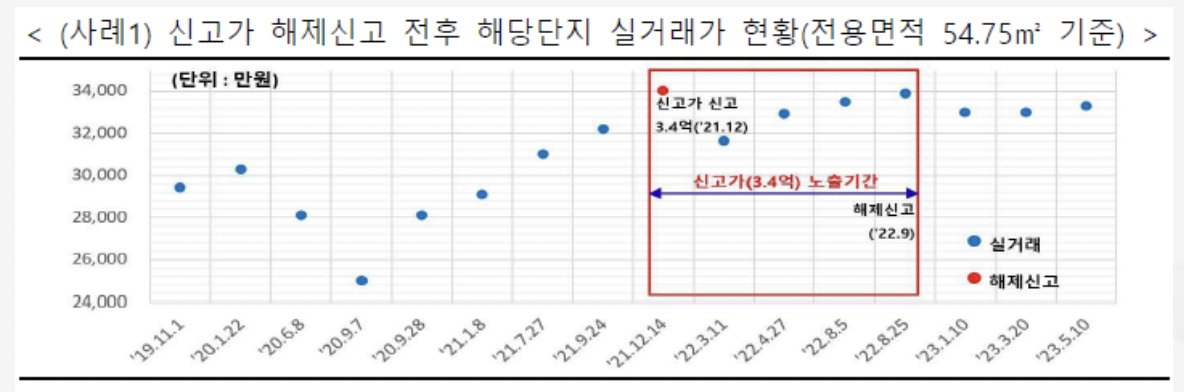 < (사례1) 신고가 해제신고 전후 해당단지 실거래가 현황(전용면적 54.75㎡ 기준) >
(단위 : 만원)
34,000
32,000
30,000
28,000
26,000
24,000
신고가 신고
3.4억('21.12)
신고가(3.4억) 노출기간
해제신고
('22.9)
실거래
해제신고
'19.11.1
'20.1.22
'20.6.8
'20.9.7
'20.9.28
'21.1.8
'21.7.27
'21.9.24
'21.12.14
'22.3.11
'22.4.27
'22.8.5
'22.8.25
'23.1.10
'23.3.20
'23.5.10